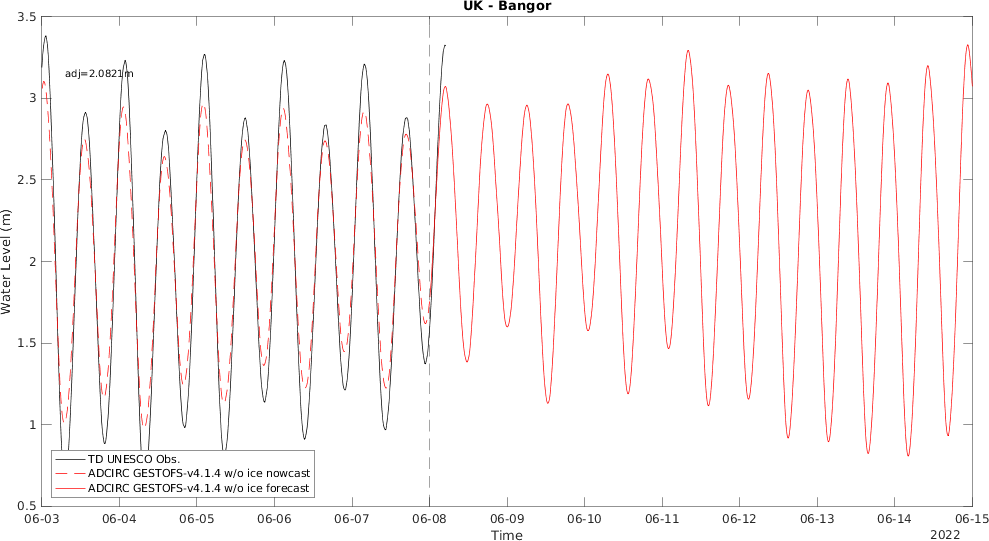 UK - Bangor
3.5
3
2.5
2
1.5
1
0.5
Water Level (m)
adj=2.0821m
TD UNESCO Obs.
ADCIRC GESTOFS-v4.1.4 w/o ice nowcast
ADCIRC GESTOFS-v4.1.4 w/o ice forecast
06-03 06-04 06-05 06-06 06-07 06-08 06-09 06-10 06-11 06-12 06-13 06-14 06-15
Time
2022